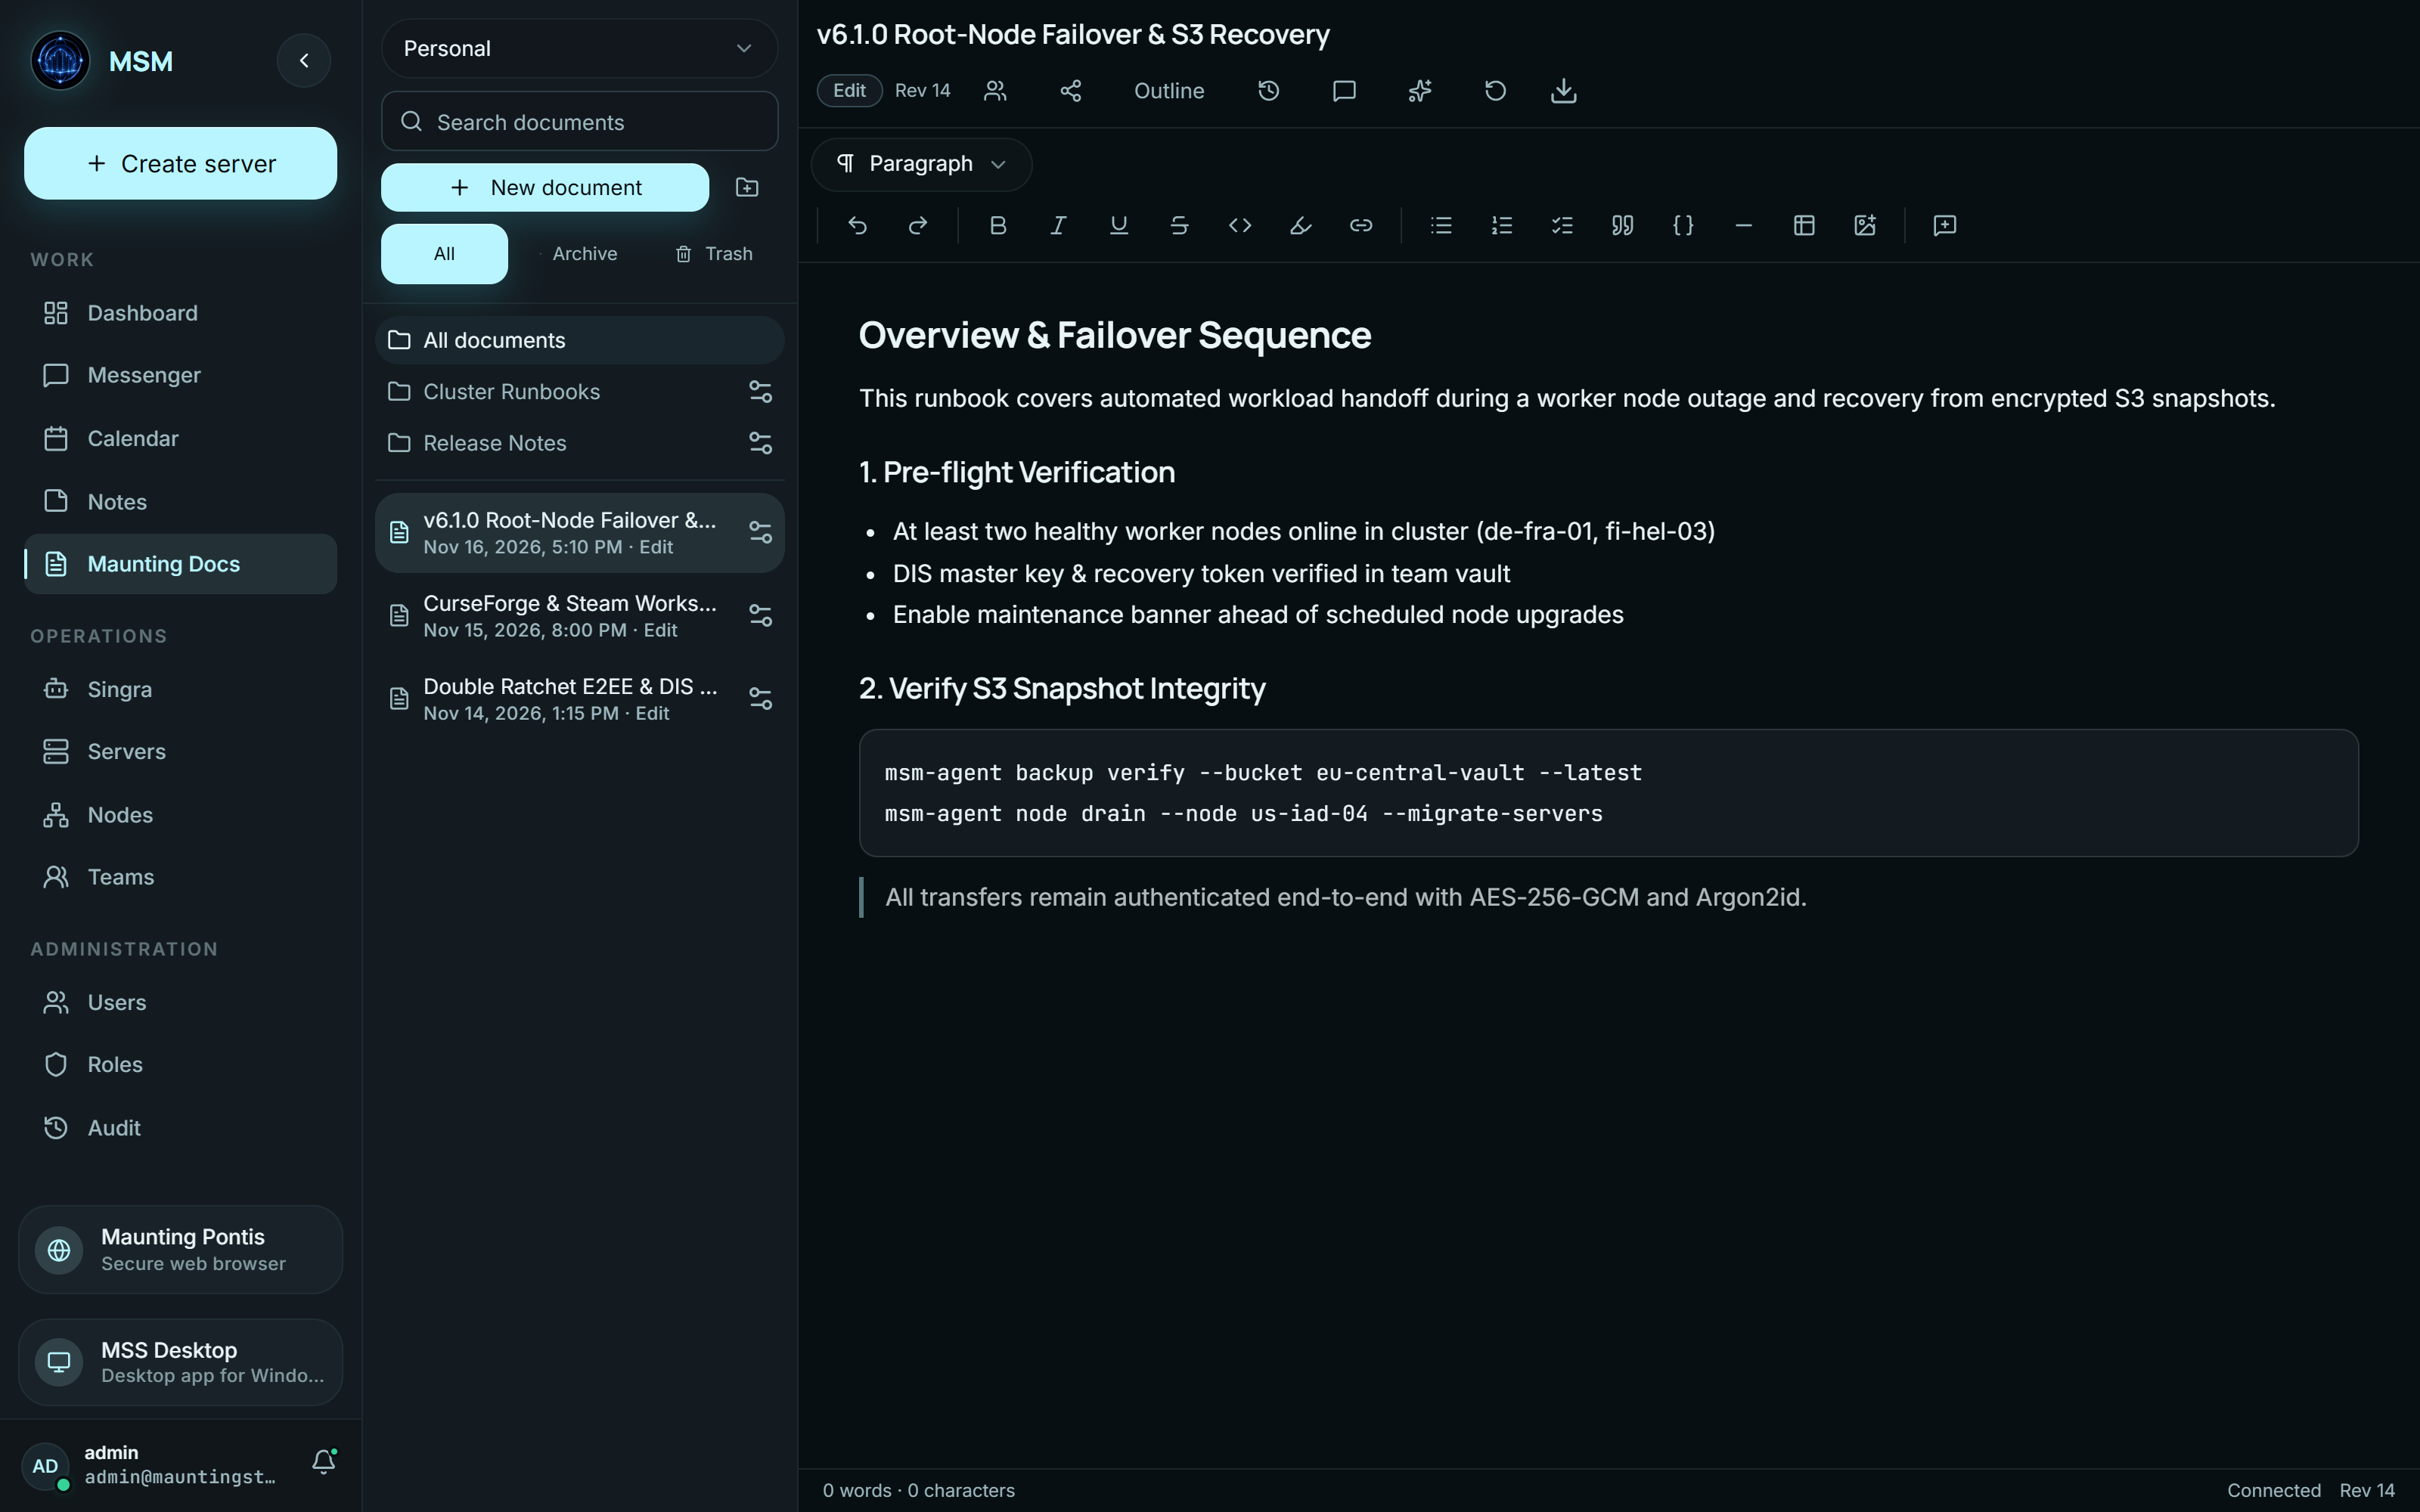 MSM
Create server
WORK
Dashboard
Messenger
Calendar
Notes
Maunting Docs
OPERATIONS
Singra
Servers
Nodes
Teams
ADMINISTRATION
Users
Roles
Audit
Maunting Pontis
Secure web browser
MSS Desktop
Desktop app for Windo...
AD
admin
admin@mauntingst...
Personal
Search documents
New document
All
Archive
Trash
All documents
Cluster Runbooks
Release Notes
v6.1.0 Root-Node Failover &...
Nov 16, 2026, 5:10 PM · Edit
CurseForge & Steam Works...
Nov 15, 2026, 8:00 PM · Edit
Double Ratchet E2EE & DIS ...
Nov 14, 2026, 1:15 PM · Edit
v6.1.0 Root-Node Failover & S3 Recovery
Edit Rev 14 Outline
Paragraph
Overview & Failover Sequence
This runbook covers automated workload handoff during a worker node outage and recovery from encrypted S3 snapshots.
1. Pre-flight Verification
• At least two healthy worker nodes online in cluster (de-fra-01, fi-hel-03)
• DIS master key & recovery token verified in team vault
• Enable maintenance banner ahead of scheduled node upgrades
2. Verify S3 Snapshot Integrity
msm-agent backup verify --bucket eu-central-vault --latest
msm-agent node drain --node us-iad-04 --migrate-servers
All transfers remain authenticated end-to-end with AES-256-GCM and Argon2id.
0 words · 0 characters
Connected Rev 14